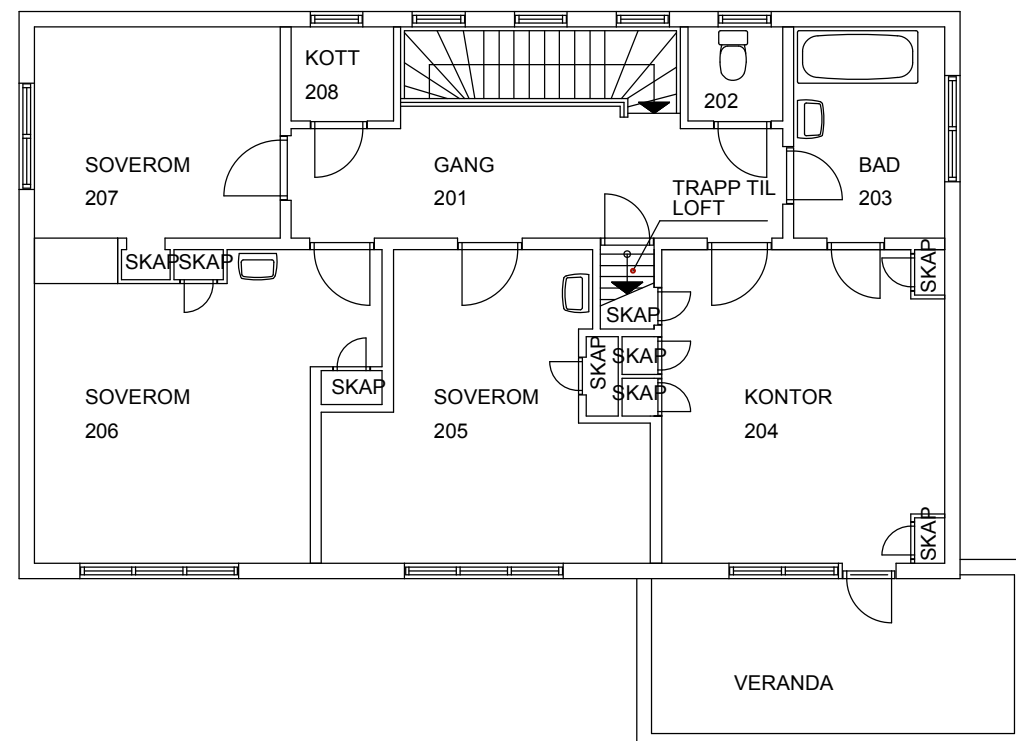 KOTT
208
202
SOVEROM
207
GANG
201
TRAPP TIL
LOFT
BAD
203
SKAP
SKAP
SKAP
SKAP
SKAP
SKAP
SKAP
SKAP
SOVEROM
206
SOVEROM
205
KONTOR
204
SKAP
VERANDA